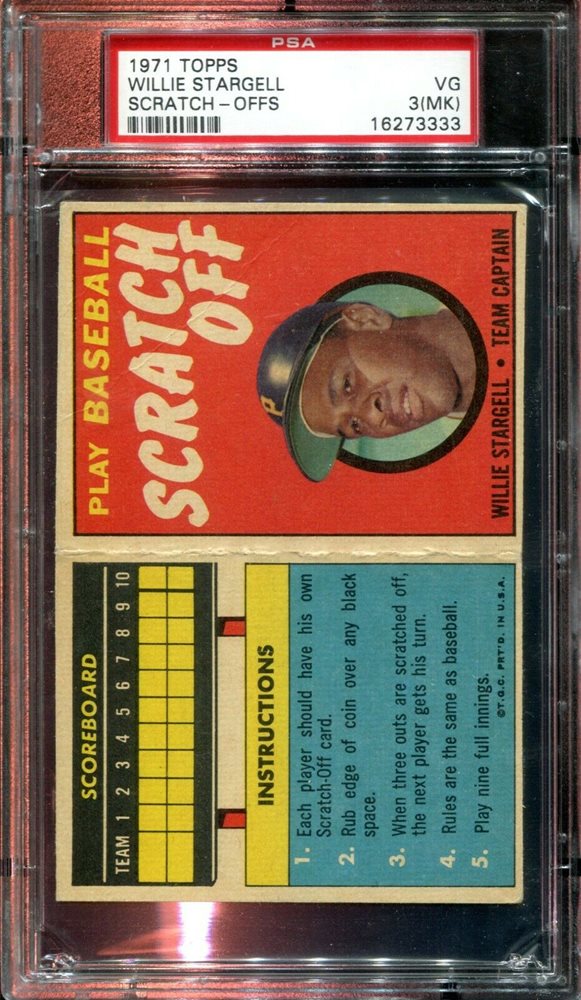 PSA
1971 TOPPS
WILLIE STARGELL VG
SCRATCH-OFFS 3(MK)
16273333
PLAY BASEBALL
SCRATCH
OFF
WILLIE STARGELL • TEAM CAPTAIN
P
SCOREBOARD
TEAM 1 2 3 4 5 6 7 8 9 10
INSTRUCTIONS
1. Each player should have his own
Scratch-Off card.
2. Rub edge of coin over any black
space.
3. When three outs are scratched off,
the next player gets his turn.
4. Rules are the same as baseball.
5. Play nine full innings.
©T.C.G. PRT'D. IN U.S.A.